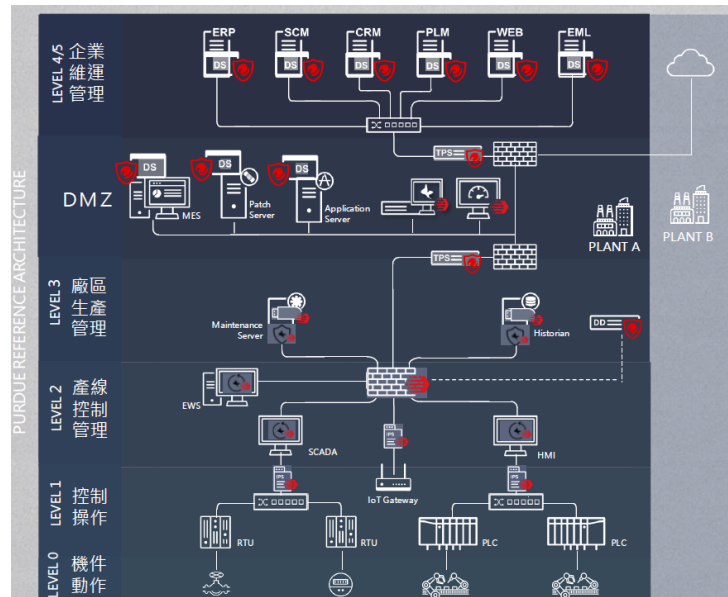 PURDUE REFERENCE ARCHITECTURE
LEVEL 4/5
企業
維運
管理
ERP
SCM
CRM
PLM
WEB
EML
DS
DS
DS
DS
DS
DS
TPS
DMZ
DS
DS
DS
MES
Patch
Server
Application
Server
PLANT A
PLANT B
TPS
LEVEL 3
廠區
生產
管理
Maintenance
Server
Historian
DD
LEVEL 2
產線
控制
管理
EWS
SCADA
IPS
HMI
LEVEL 1
控制
操作
IPS
IoT Gateway
IPS
RTU
RTU
PLC
PLC
LEVEL 0
機件
動作